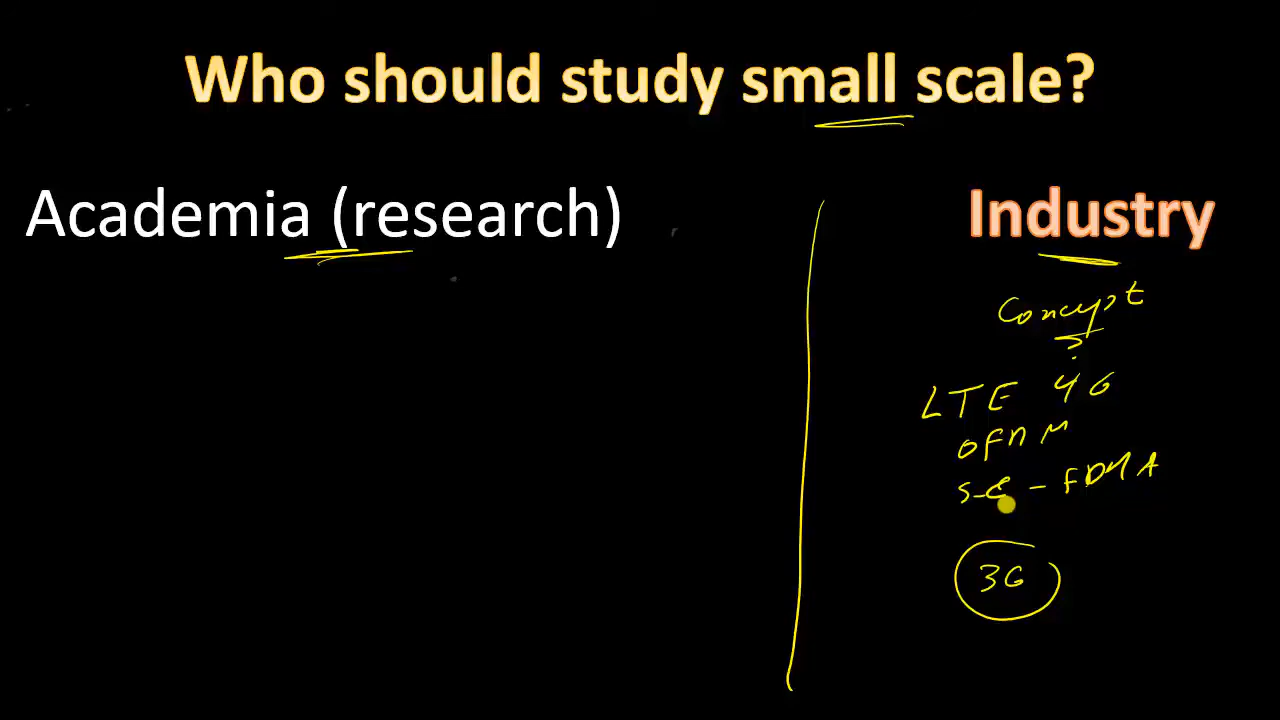 Who should study small scale?
Academia (research)
Industry
Concept
LTE 4G
OFDM
SC-FDMA
3G